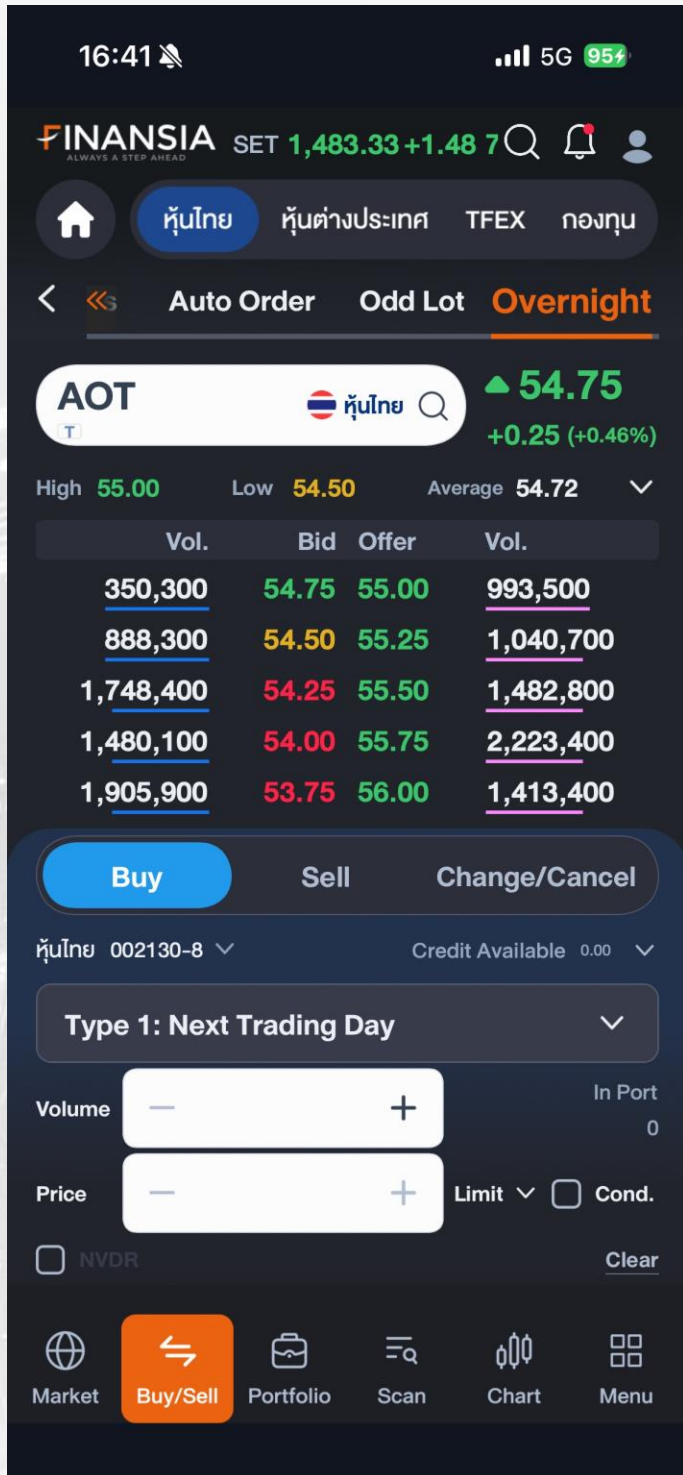 16:41 5G 95
FINANSIA SET 1,483.33 +1.48 7
ALWAYS A STEP AHEAD
หุ้นไทย หุ้นต่างประเทศ TFEX กองทุน
s Auto Order Odd Lot Overnight
AOT หุ้นไทย 54.75
T +0.25 (+0.46%)
High 55.00 Low 54.50 Average 54.72
Vol. Bid Offer Vol.
350,300 54.75 55.00 993,500
888,300 54.50 55.25 1,040,700
1,748,400 54.25 55.50 1,482,800
1,480,100 54.00 55.75 2,223,400
1,905,900 53.75 56.00 1,413,400
Buy Sell Change/Cancel
หุ้นไทย 002130-8 Credit Available 0.00
Type 1: Next Trading Day
Volume − + In Port
0
Price − + Limit Cond.
NVDR Clear
Market Buy/Sell Portfolio Scan Chart Menu